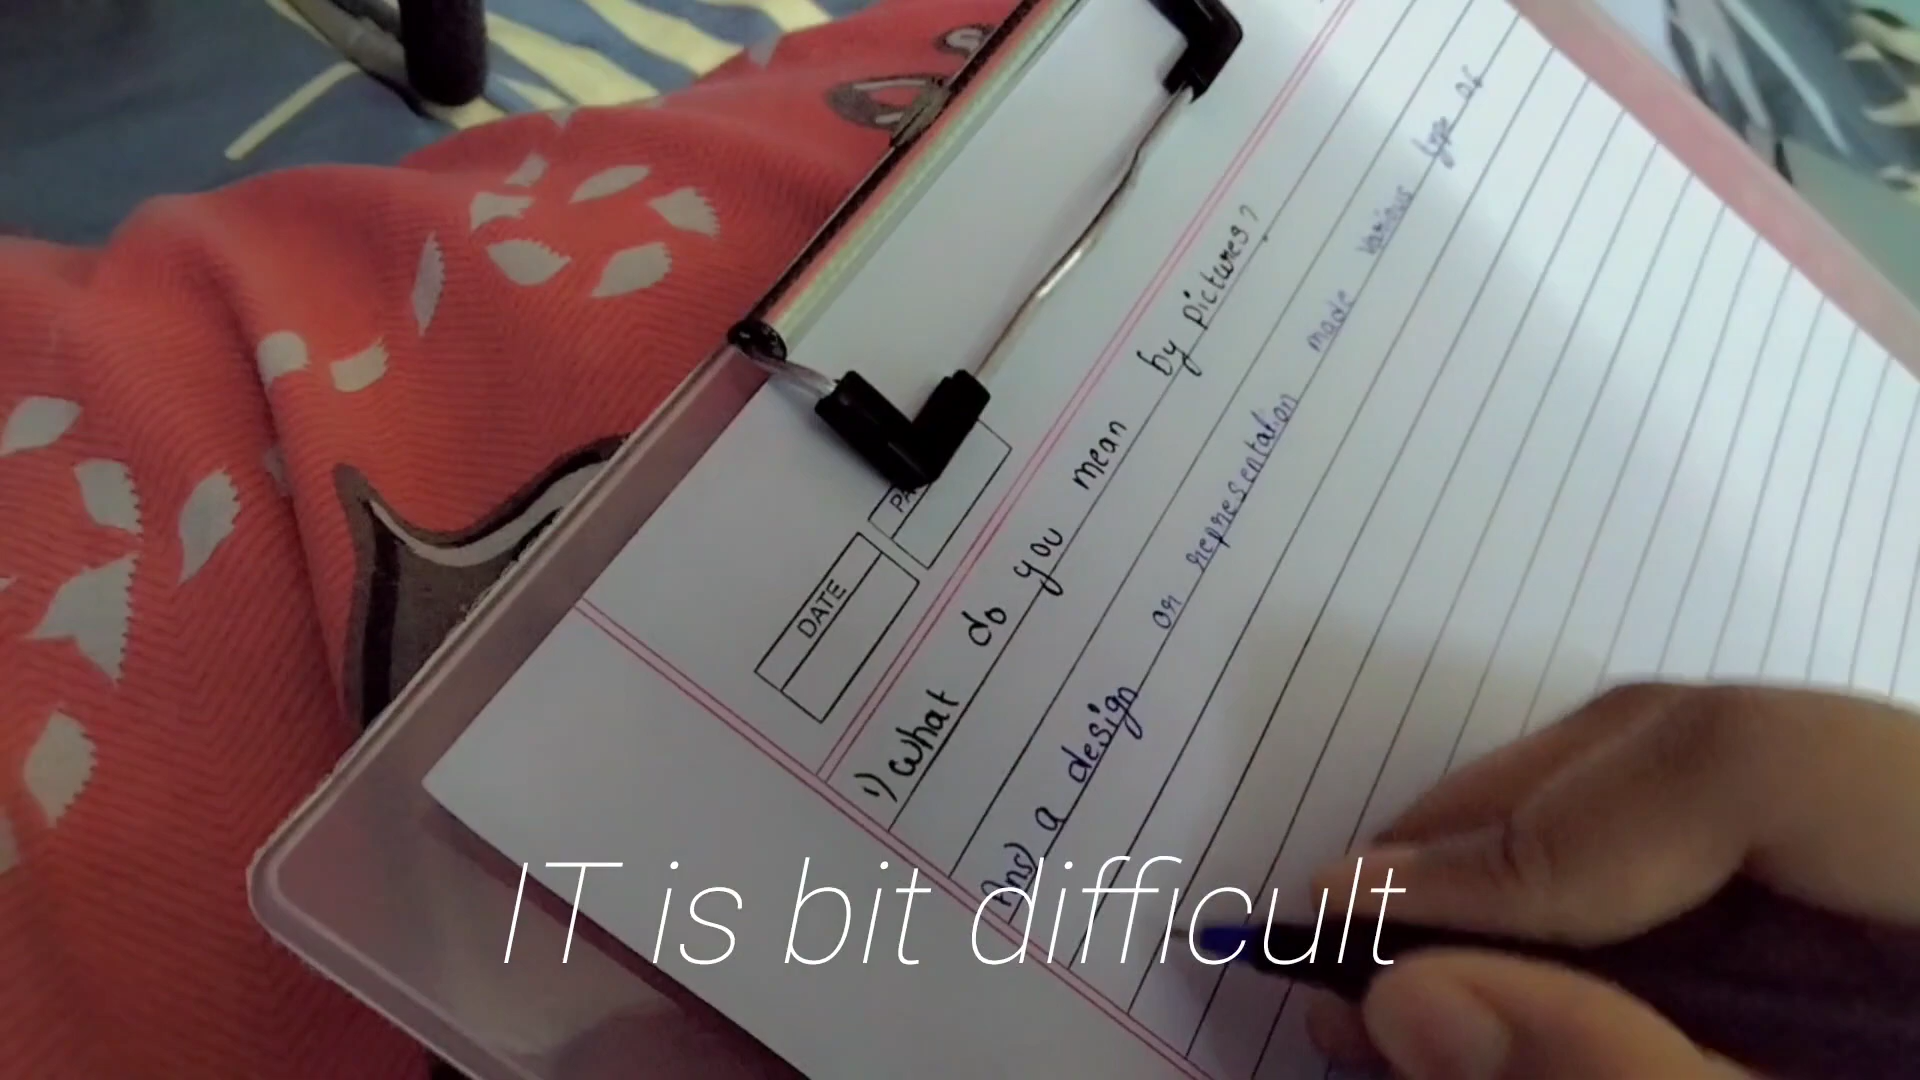 PA
DATE
1) What do you mean by pictures?
Ans) a design or representation made various type of
IT is bit difficult